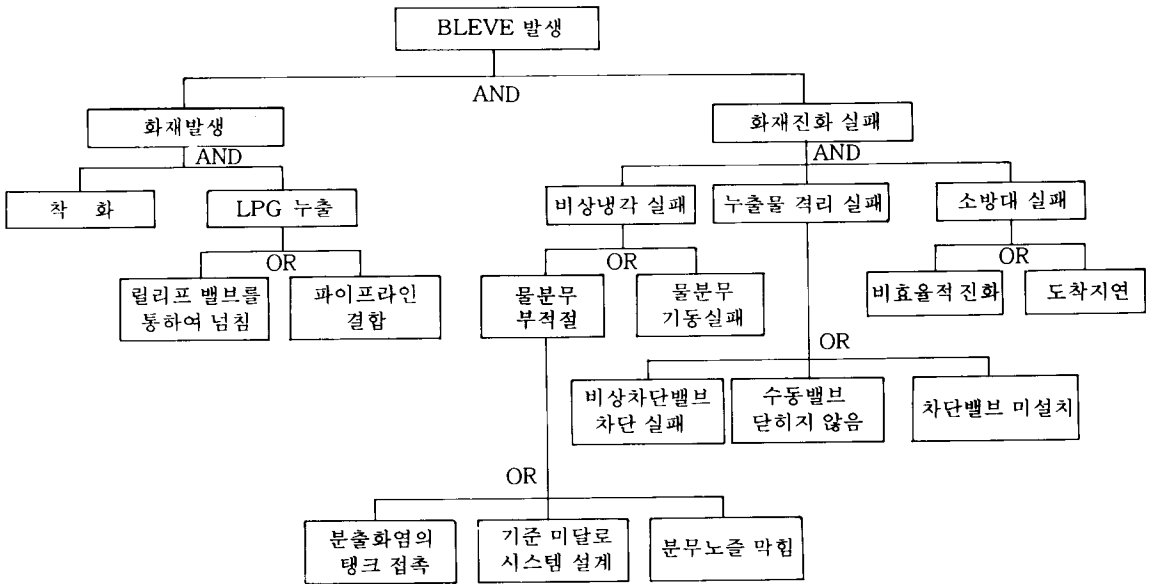 BLEVE 발생
AND
화재발생
화재진화 실패
AND
AND
착 화
LPG 누출
비상냉각 실패
누출물 격리 실패
소방대 실패
OR
OR
OR
릴리프 밸브를
통하여 넘침
파이프라인
결함
물분무
부적절
물분무
기동실패
비효율적 진화
도착지연
OR
비상차단밸브
차단 실패
수동밸브
닫히지 않음
차단밸브 미설치
OR
분출화염의
탱크 접촉
기준 미달로
시스템 설계
분무노즐 막힘